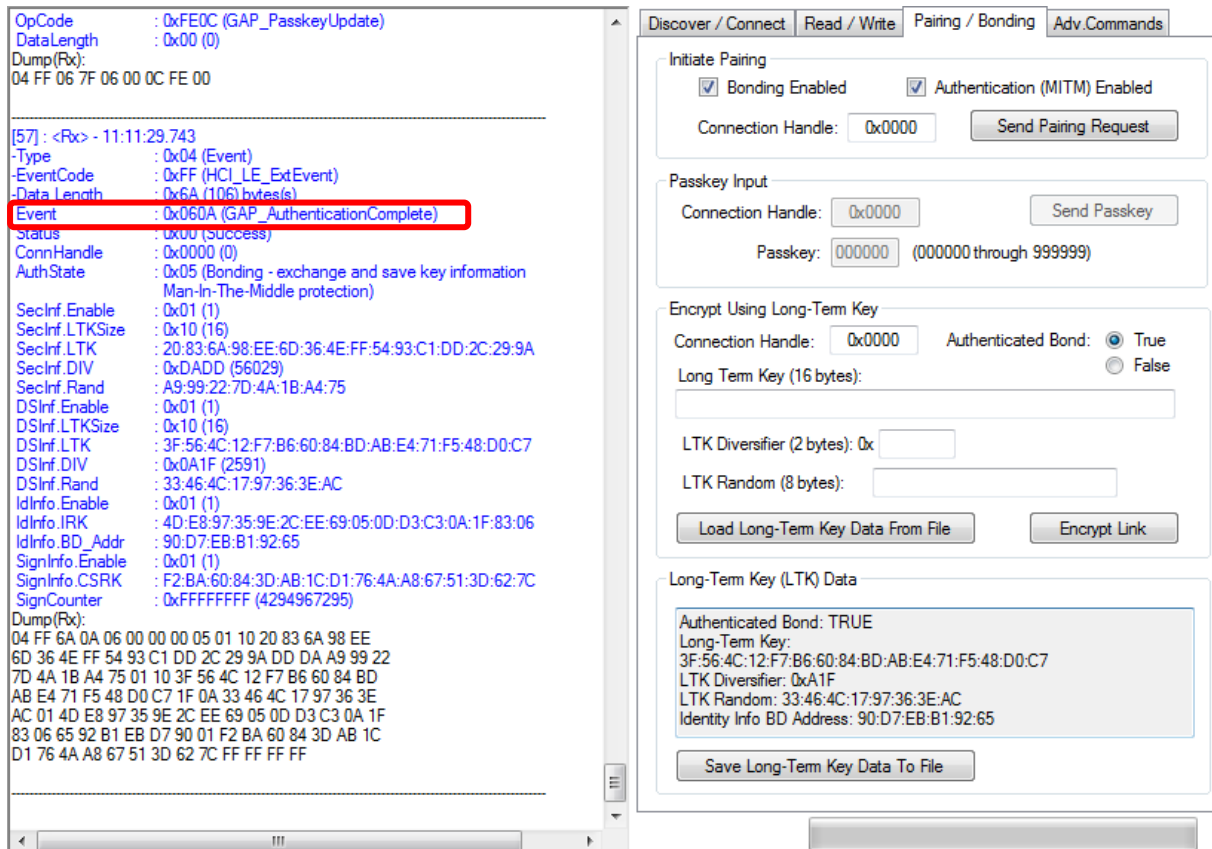 OpCode : 0xFE0C (GAP_PasskeyUpdate)
DataLength : 0x00 (0)
Dump(Rx):
04 FF 06 7F 06 00 0C FE 00
[57] : <Rx> - 11:11:29.743
-Type : 0x04 (Event)
-EventCode : 0xFF (HCI_LE_ExtEvent)
-Data Length : 0x6A (106) bytes(s)
Event : 0x060A (GAP_AuthenticationComplete)
Status : 0x00 (Success)
ConnHandle : 0x0000 (0)
AuthState : 0x05 (Bonding - exchange and save key information
Man-In-The-Middle protection)
SecInf.Enable : 0x01 (1)
SecInf.LTKSize : 0x10 (16)
SecInf.LTK : 20:83:6A:98:EE:6D:36:4E:FF:54:93:C1:DD:2C:29:9A
SecInf.DIV : 0xDADD (56029)
SecInf.Rand : A9:99:22:7D:4A:1B:A4:75
DSInf.Enable : 0x01 (1)
DSInf.LTKSize : 0x10 (16)
DSInf.LTK : 3F:56:4C:12:F7:B6:60:84:BD:AB:E4:71:F5:48:D0:C7
DSInf.DIV : 0x0A1F (2591)
DSInf.Rand : 33:46:4C:17:97:36:3E:AC
IdInfo.Enable : 0x01 (1)
IdInfo.IRK : 4D:E8:97:35:9E:2C:EE:69:05:0D:D3:C3:0A:1F:83:06
IdInfo.BD_Addr : 90:D7:EB:B1:92:65
SignInfo.Enable : 0x01 (1)
SignInfo.CSRK : F2:BA:60:84:3D:AB:1C:D1:76:4A:A8:67:51:3D:62:7C
SignCounter : 0xFFFFFFFF (4294967295)
Dump(Rx):
04 FF 6A 0A 06 00 00 00 05 01 10 20 83 6A 98 EE
6D 36 4E FF 54 93 C1 DD 2C 29 9A DD DA A9 99 22
7D 4A 1B A4 75 01 10 3F 56 4C 12 F7 B6 60 84 BD
AB E4 71 F5 48 D0 C7 1F 0A 33 46 4C 17 97 36 3E
AC 01 4D E8 97 35 9E 2C EE 69 05 0D D3 C3 0A 1F
83 06 65 92 B1 EB D7 90 01 F2 BA 60 84 3D AB 1C
D1 76 4A A8 67 51 3D 62 7C FF FF FF FF
Discover / Connect Read / Write Pairing / Bonding Adv.Commands
Initiate Pairing
Bonding Enabled Authentication (MITM) Enabled
Connection Handle: 0x0000 Send Pairing Request
Passkey Input
Connection Handle: 0x0000 Send Passkey
Passkey: 000000 (000000 through 999999)
Encrypt Using Long-Term Key
Connection Handle: 0x0000 Authenticated Bond: True
False
Long Term Key (16 bytes):
LTK Diversifier (2 bytes): 0x
LTK Random (8 bytes):
Load Long-Term Key Data From File Encrypt Link
Long-Term Key (LTK) Data
Authenticated Bond: TRUE
Long-Term Key:
3F:56:4C:12:F7:B6:60:84:BD:AB:E4:71:F5:48:D0:C7
LTK Diversifier: 0xA1F
LTK Random: 33:46:4C:17:97:36:3E:AC
Identity Info BD Address: 90:D7:EB:B1:92:65
Save Long-Term Key Data To File